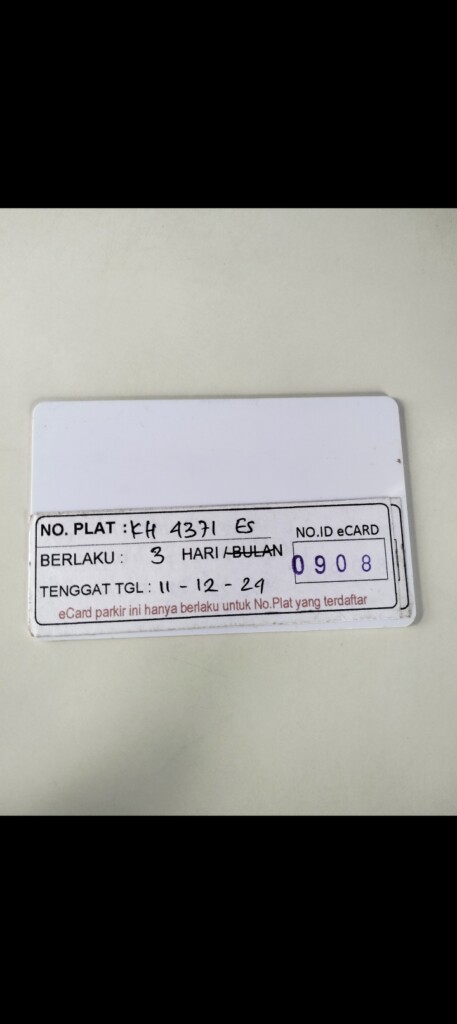 NO. PLAT : KH 4371 ES
NO.ID eCARD
BERLAKU : 3 HARI / BULAN
0908
TENGGAT TGL : 11 - 12 - 24
eCard parkir ini hanya berlaku untuk No.Plat yang terdaftar